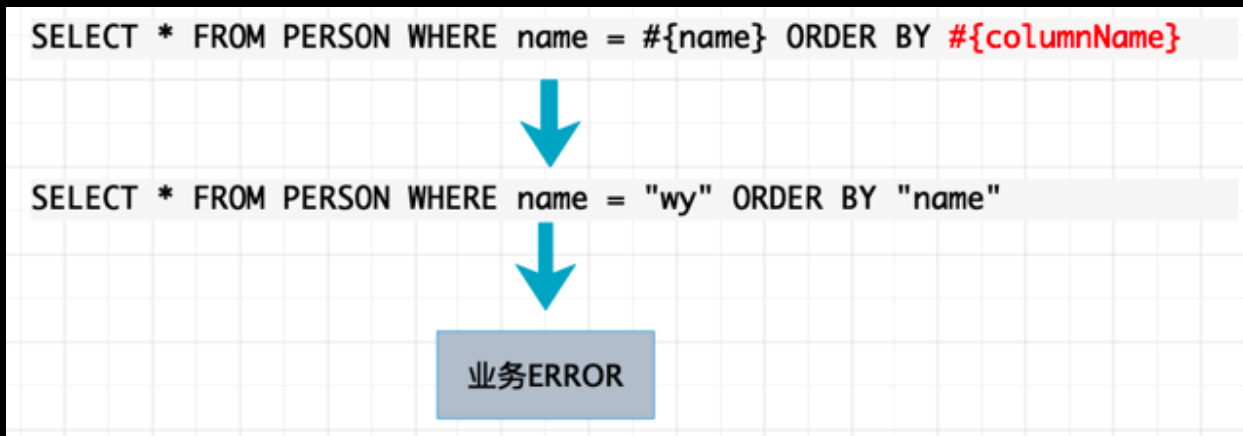 SELECT * FROM PERSON WHERE name = #{name} ORDER BY #{columnName}
SELECT * FROM PERSON WHERE name = "wy" ORDER BY "name"
业务ERROR